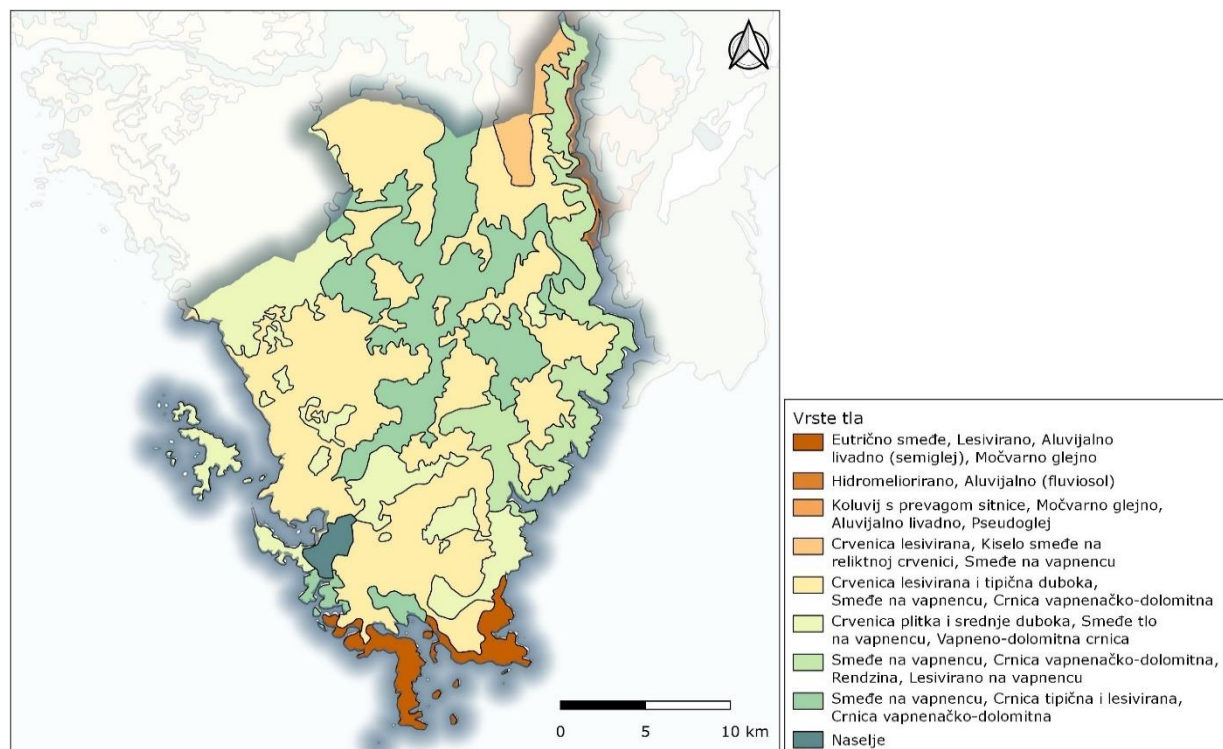 Vrste tla
Eutrično smeđe, Lesivirano, Aluvijalno
livadno (semiglej), Močvarno glejno
Hidromeliorirano, Aluvijalno (fluviosol)
Koluvij s prevagom sitnice, Močvarno glejno,
Aluvijalno livadno, Pseudoglej
Crvenica lesivirana, Kiselo smeđe na
reliktnoj crvenici, Smeđe na vapnencu
Crvenica lesivirana i tipična duboka,
Smeđe na vapnencu, Crnica vapnenačko-dolomitna
Crvenica plitka i srednje duboka, Smeđe tlo
na vapnencu, Vapneno-dolomitna crnica
Smeđe na vapnencu, Crnica vapnenačko-dolomitna,
Rendzina, Lesivirano na vapnencu
Smeđe na vapnencu, Crnica tipična i lesivirana,
Crnica vapnenačko-dolomitna
Naselje
0 5 10 km